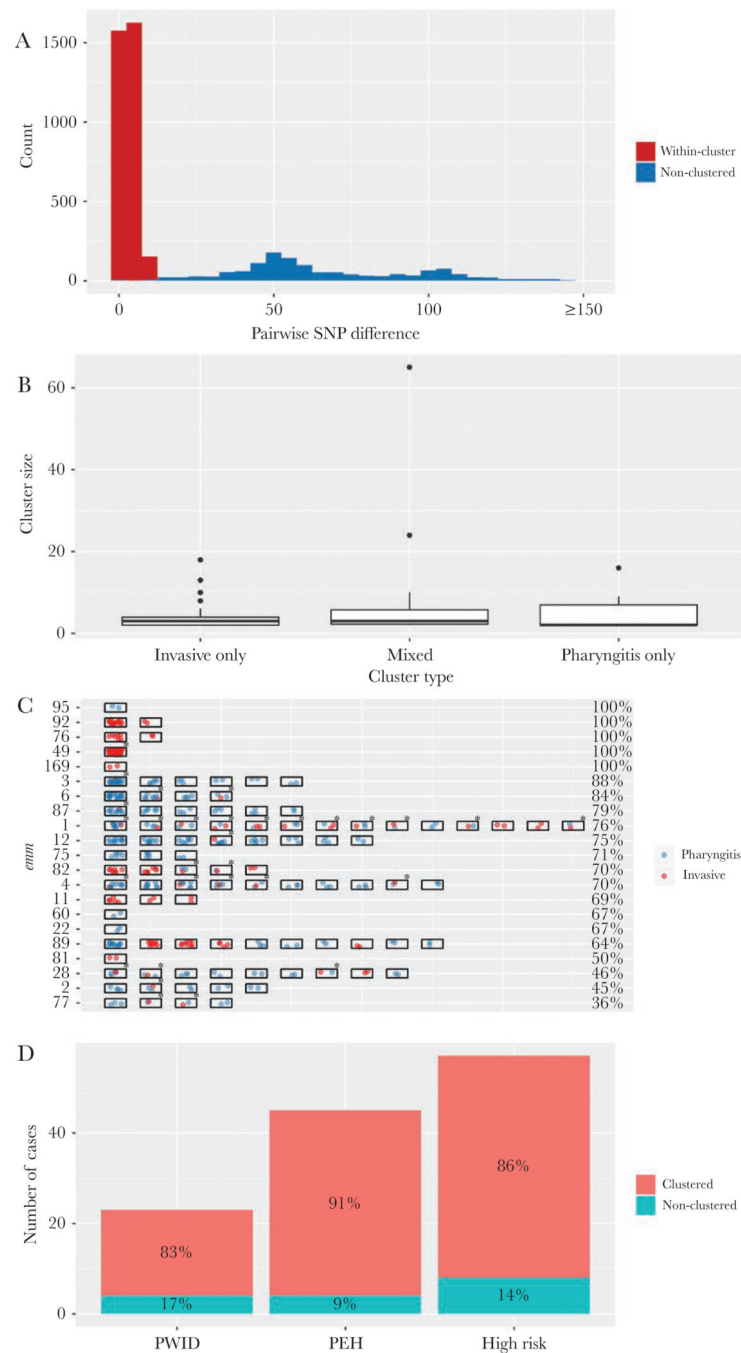 A
1500
1000
500
0
Count
0 50 100 ≥150
Pairwise SNP difference
Within-cluster
Non-clustered
B
60
40
20
0
Cluster size
Invasive only Mixed Pharyngitis only
Cluster type
C
emm
95 100%
92 100%
76 100%
49 * 100%
169 100%
3 * 88%
6 * * 84%
87 * * 79%
1 * * * * * * * * * * * 76%
12 * 75%
75 71%
82 * * 70%
4 * * * * * 70%
11 69%
60 67%
22 67%
89 64%
81 50%
28 * * * 46%
2 * 45%
77 * * 36%
Pharyngitis
Invasive
D
40
20
0
Number of cases
83%
17%
91%
9%
86%
14%
PWID PEH High risk
Clustered
Non-clustered